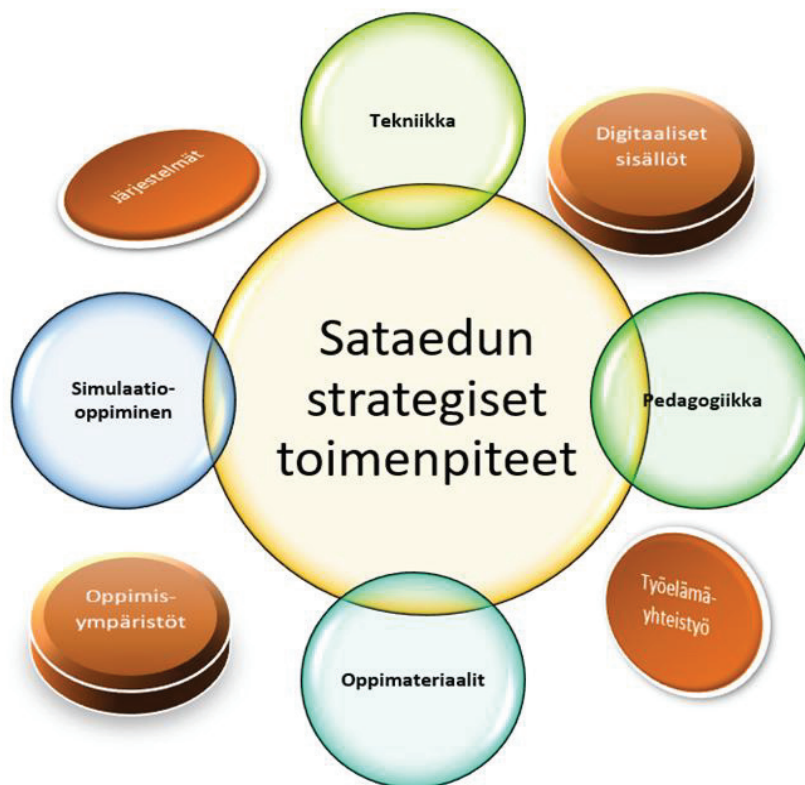 Tekniikka
Järjestelmät
Digitaaliset
sisällöt
Sataedun
strategiset
toimenpiteet
Simulaatio-
oppiminen
Pedagogiikka
Oppimis-
ympäristöt
Työelämä-
yhteistyö
Oppimateriaalit